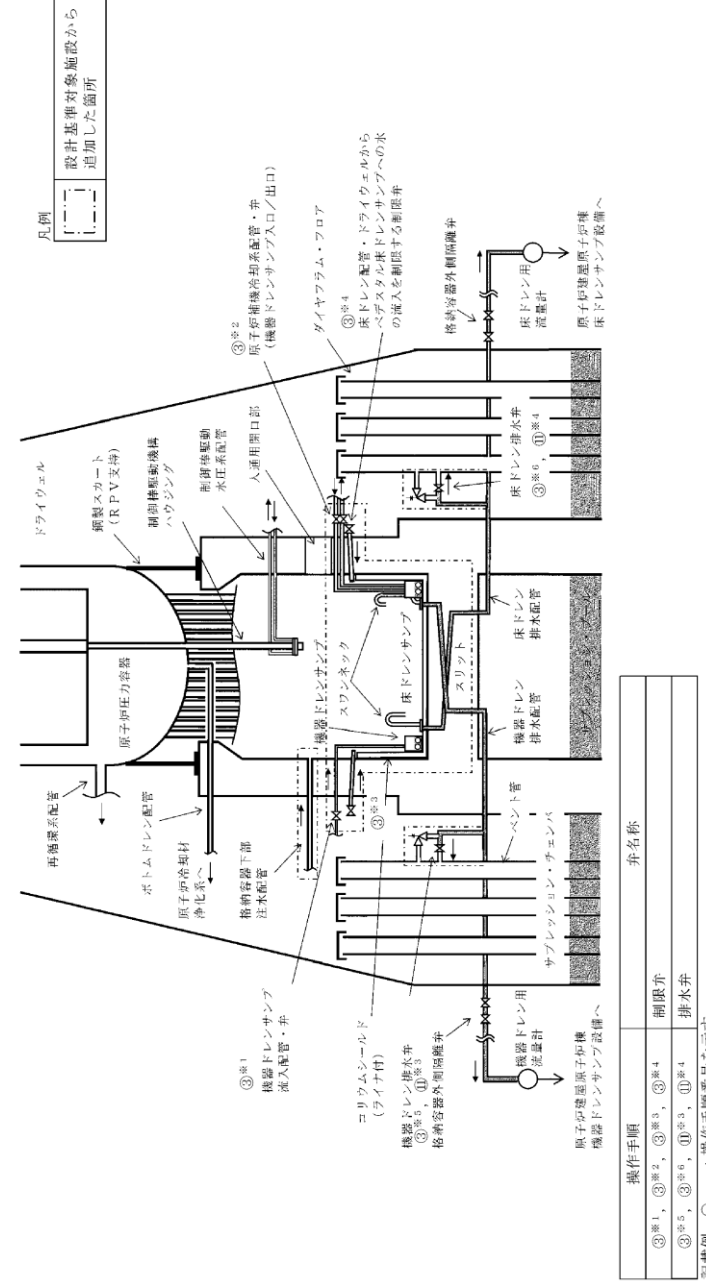 凡例
設計基準対象施設から
追加した箇所
ドライウェル
鋼製スカート
(RPV支持)
制御棒駆動機構
ハウジング
制御棒駆動
水圧系配管
人通用開口部
③※2
原子炉補機冷却系配管・弁
(機器ドレンサンプ入口/出口)
ダイヤフラム・フロア
③※4
床ドレン配管・ドライウェルから
ペデスタル床ドレンサンプへの水
の流入を制限する制限弁
格納容器外側隔離弁
床ドレン用
流量計
原子炉建屋原子炉棟
床ドレンサンプ設備へ
床ドレン排水弁
③※6,⑪※4
原子炉圧力容器
機器ドレンサンプ
スワンネック
床ドレンサンプ
スリット
床ドレン
排水配管
機器ドレン
排水配管
サプレッション・プール
再循環系配管
ボトムドレン配管
原子炉冷却材
浄化系へ
格納容器下部
注水配管
③※3
ベント管
サプレッション・チェンバ
③※1
機器ドレンサンプ
流入配管・弁
コリウムシールド
(ライナ付)
機器ドレン排水弁
③※5,⑪※3
格納容器外側隔離弁
機器ドレン用
流量計
原子炉建屋原子炉棟
機器ドレンサンプ設備へ
操作手順 弁名称
③※1,③※2,③※3,③※4 制限弁
③※5,③※6,⑪※3,⑪※4 排水弁